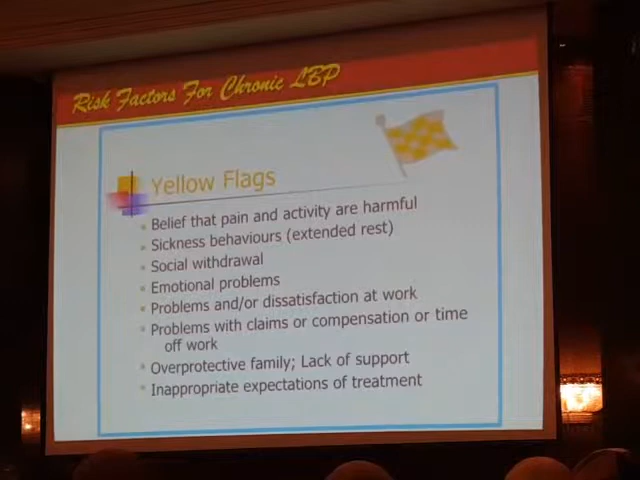 Risk Factors For Chronic LBP
Yellow Flags
Belief that pain and activity are harmful
Sickness behaviours (extended rest)
Social withdrawal
Emotional problems
Problems and/or dissatisfaction at work
Problems with claims or compensation or time
off work
Overprotective family; Lack of support
Inappropriate expectations of treatment